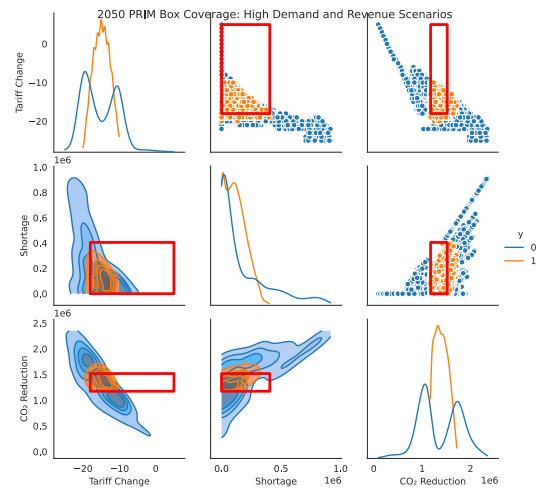 2050 PRIM Box Coverage: High Demand and Revenue Scenarios
Tariff Change
0
−10
−20
1e6
Shortage
1.0
0.8
0.6
0.4
0.2
0.0
y
0
1
1e6
CO₂ Reduction
2.5
2.0
1.5
1.0
0.5
0.0
−20 −10 0
Tariff Change
0.0 0.5 1.0
1e6
Shortage
0 1 2
1e6
CO₂ Reduction